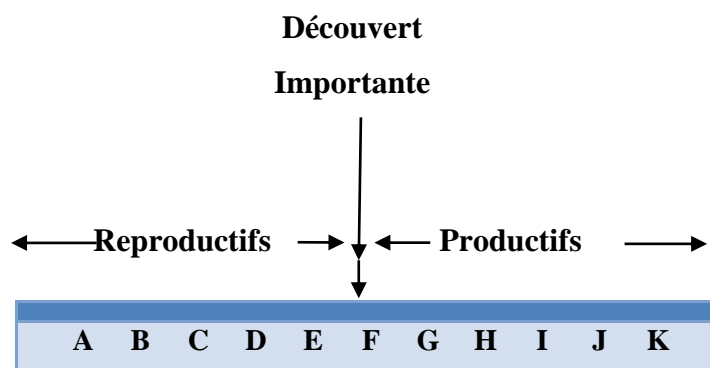 Découvert
Importante
Reproductifs Productifs
A B C D E F G H I J K